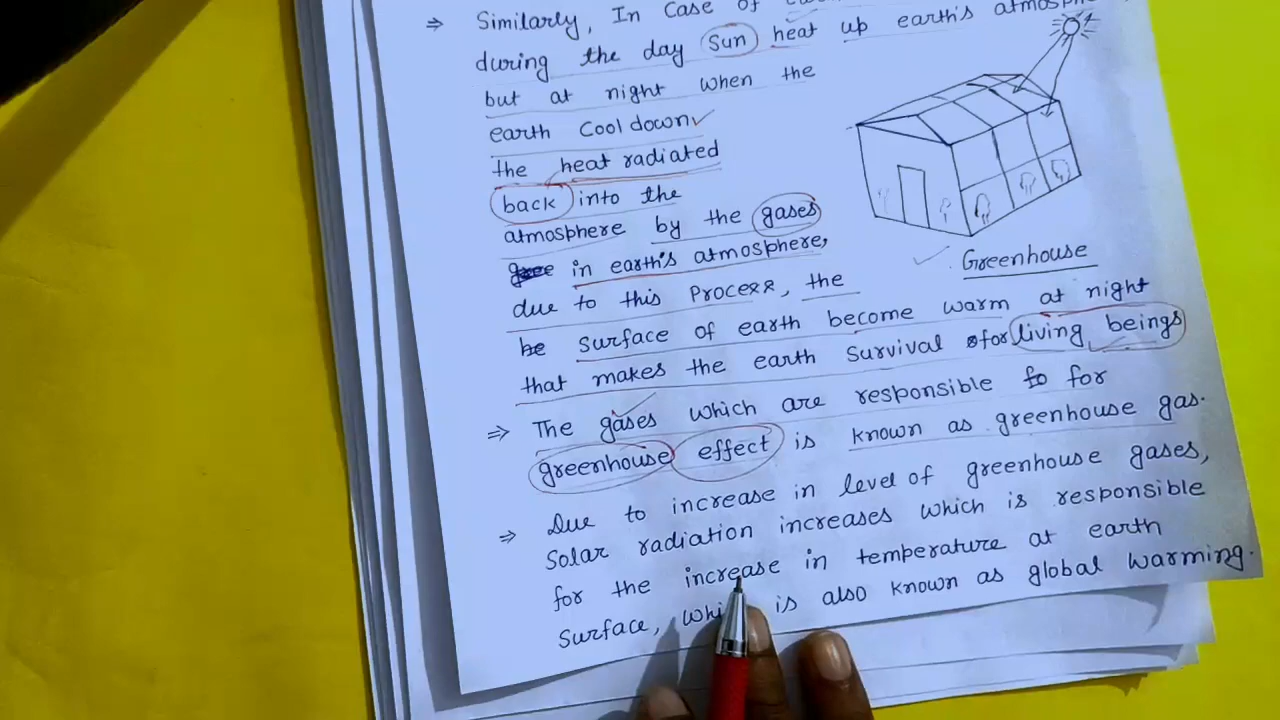 ⇒ Similarly, In Case of
during the day Sun heat up earth's
but at night when the
earth Cool down
the heat radiated
back into the
atmosphere by the gases
in earth's atmosphere,
due to this Process, the
be surface of earth become warm at night
that makes the earth survival for living beings
⇒ The gases which are responsible fo for
greenhouse effect is known as greenhouse gas.
⇒ Due to increase in level of greenhouse gases,
Solar radiation increases which is responsible
for the increase in temperature at earth
Surface, is also known as global warming.
Greenhouse